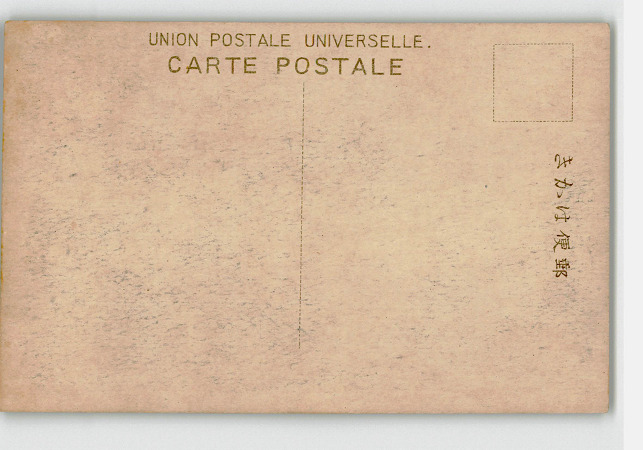 UNION POSTALE UNIVERSELLE.
CARTE POSTALE
きかは便郵